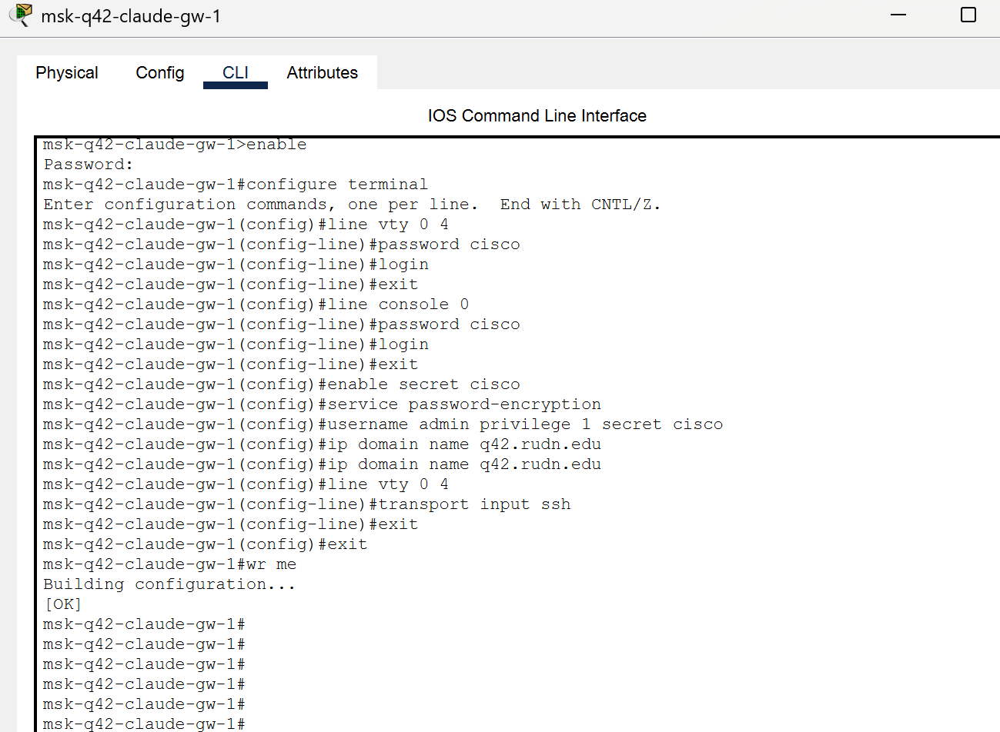 msk-q42-claude-gw-1
Physical Config CLI Attributes
IOS Command Line Interface
msk-q42-claude-gw-1>enable
Password:
msk-q42-claude-gw-1#configure terminal
Enter configuration commands, one per line.  End with CNTL/Z.
msk-q42-claude-gw-1(config)#line vty 0 4
msk-q42-claude-gw-1(config-line)#password cisco
msk-q42-claude-gw-1(config-line)#login
msk-q42-claude-gw-1(config-line)#exit
msk-q42-claude-gw-1(config)#line console 0
msk-q42-claude-gw-1(config-line)#password cisco
msk-q42-claude-gw-1(config-line)#login
msk-q42-claude-gw-1(config-line)#exit
msk-q42-claude-gw-1(config)#enable secret cisco
msk-q42-claude-gw-1(config)#service password-encryption
msk-q42-claude-gw-1(config)#username admin privilege 1 secret cisco
msk-q42-claude-gw-1(config)#ip domain name q42.rudn.edu
msk-q42-claude-gw-1(config)#ip domain name q42.rudn.edu
msk-q42-claude-gw-1(config)#line vty 0 4
msk-q42-claude-gw-1(config-line)#transport input ssh
msk-q42-claude-gw-1(config-line)#exit
msk-q42-claude-gw-1(config)#exit
msk-q42-claude-gw-1#wr me
Building configuration...
[OK]
msk-q42-claude-gw-1#
msk-q42-claude-gw-1#
msk-q42-claude-gw-1#
msk-q42-claude-gw-1#
msk-q42-claude-gw-1#
msk-q42-claude-gw-1#